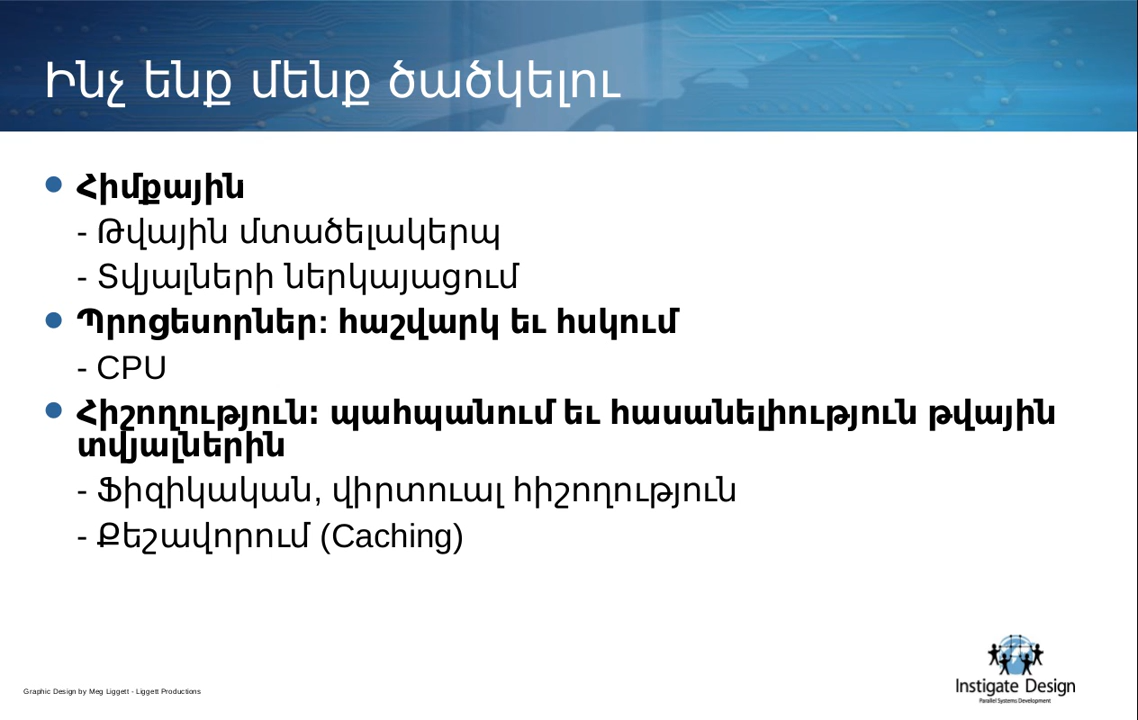 Ինչ ենք մենք ծածկելու
Հիմքային
- Թվային մտածելակերպ
- Տվյալների ներկայացում
Պրոցեսորներ: հաշվարկ եւ հսկում
- CPU
Հիշողություն: պահպանում եւ հասանելիություն թվային
տվյալներին
- Ֆիզիկական, վիրտուալ հիշողություն
- Քեշավորում (Caching)
Graphic Design by Meg Liggett - Liggett Productions
Instigate Design
Parallel Systems Development